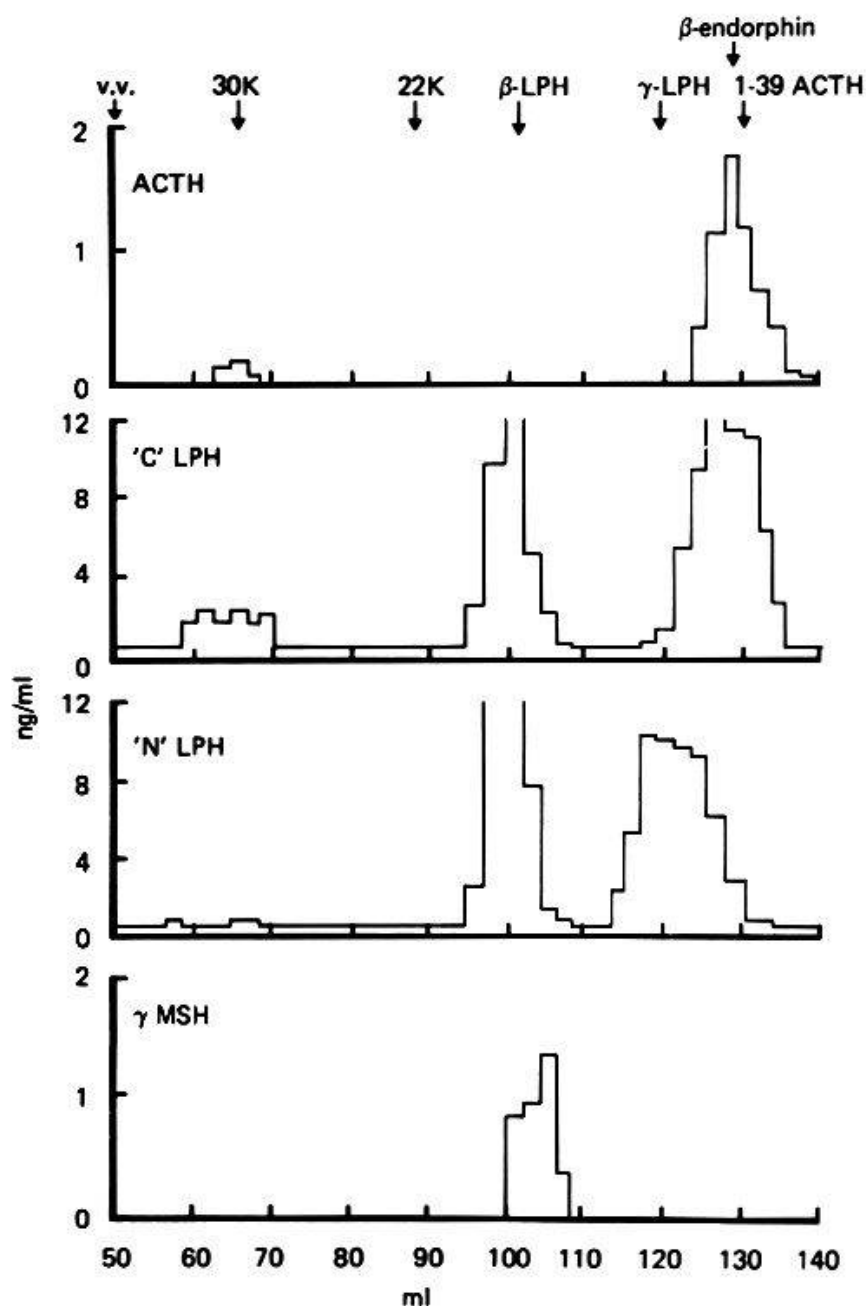 β-endorphin
v.v. 30K 22K β-LPH γ-LPH 1-39 ACTH
2
ACTH
1
0
12
'C' LPH
8
4
0
12
'N' LPH
8
4
0
2
γ MSH
1
0
ng/ml
50 60 70 80 90 100 110 120 130 140
ml